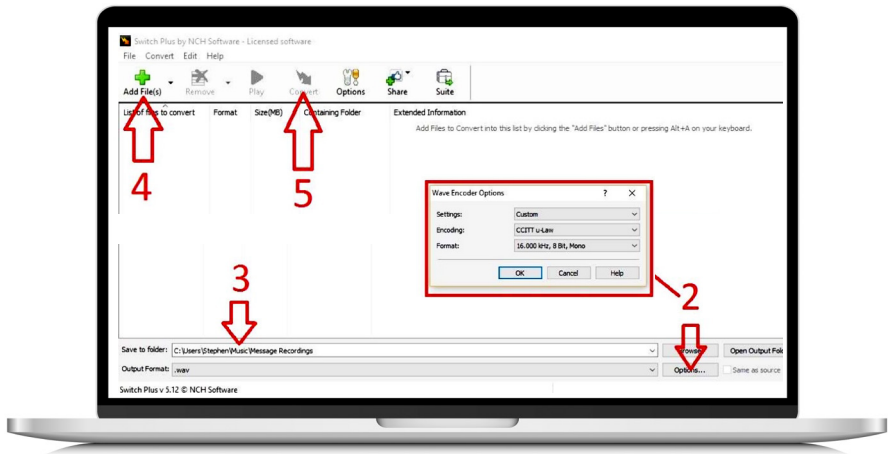 Switch Plus by NCH Software - Licensed software
File Convert Edit Help
Add File(s) Remove Play Convert Options Share Suite
List of files to convert Format Size(MB) Containing Folder Extended Information
Add Files to Convert into this list by clicking the "Add Files" button or pressing Alt+A on your keyboard.
4
5
Wave Encoder Options ? X
Settings: Custom
Encoding: CCITT u-Law
Format: 16.000 kHz, 8 Bit, Mono
OK Cancel Help
3
2
Save to folder: C:\Users\Stephen\Music\Message Recordings Browse Open Output Fold
Output Format: .wav Options... Same as source
Switch Plus v 5.12 © NCH Software